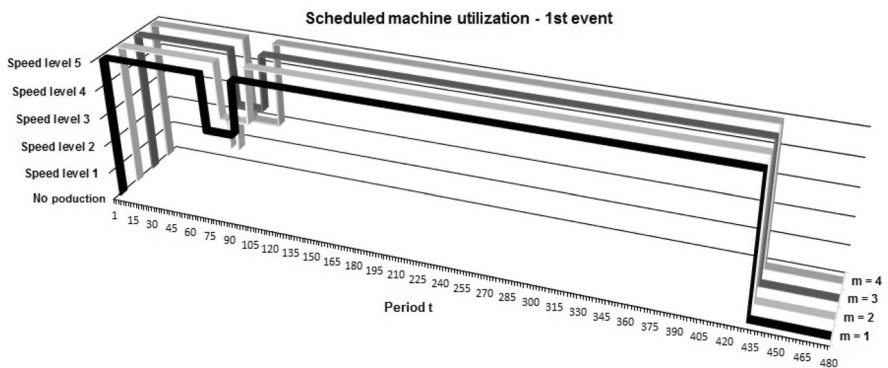 Scheduled machine utilization - 1st event
Speed level 5
Speed level 4
Speed level 3
Speed level 2
Speed level 1
No poduction
1 15 30 45 60 75 90 105 120 135 150 165 180 195 210 225 240 255 270 285 300 315 330 345 360 375 390 405 420 435 450 465 480
Period t
m = 4
m = 3
m = 2
m = 1